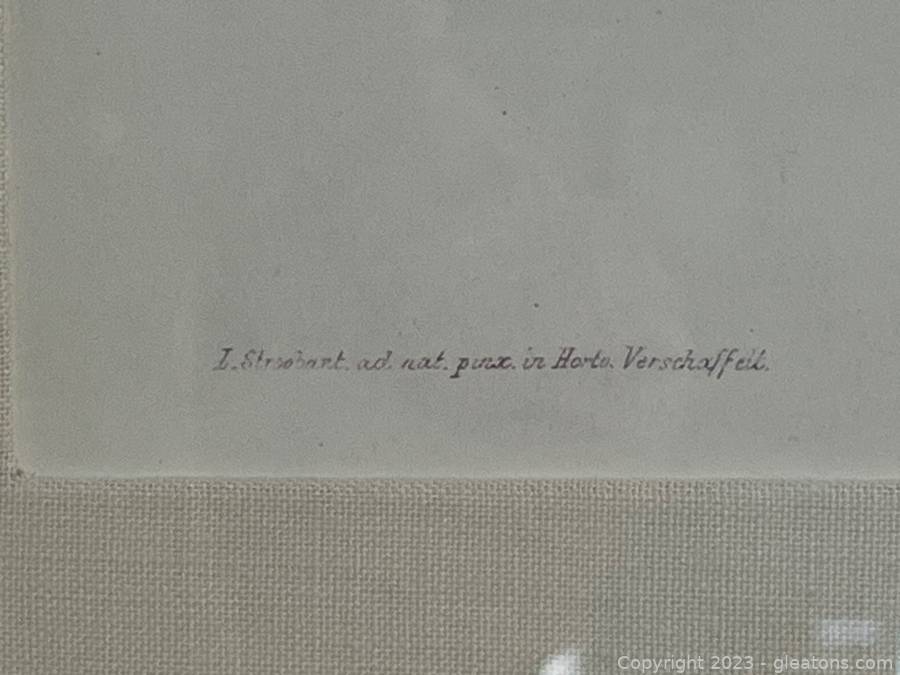 L. Stroobant. ad. nat. pinx. in Horto. Verschaffelt.
Copyright 2023 - gleatons.com